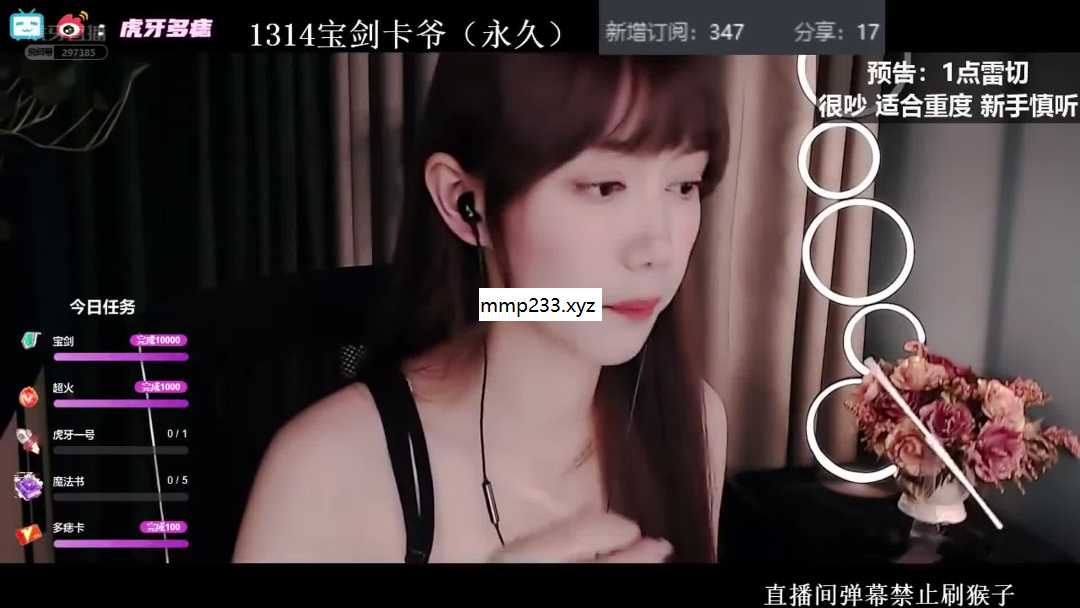 虎牙多痣
1314宝剑卡爷（永久）
新增订阅： 347 分享： 17
297385
预告：1点雷切
很吵 适合重度 新手慎听
mmp233.xyz
今日任务
宝剑 完成10000
超火 完成1000
虎牙一号 0 / 1
魔法书 0 / 5
多痣卡 完成100
直播间弹幕禁止刷猴子